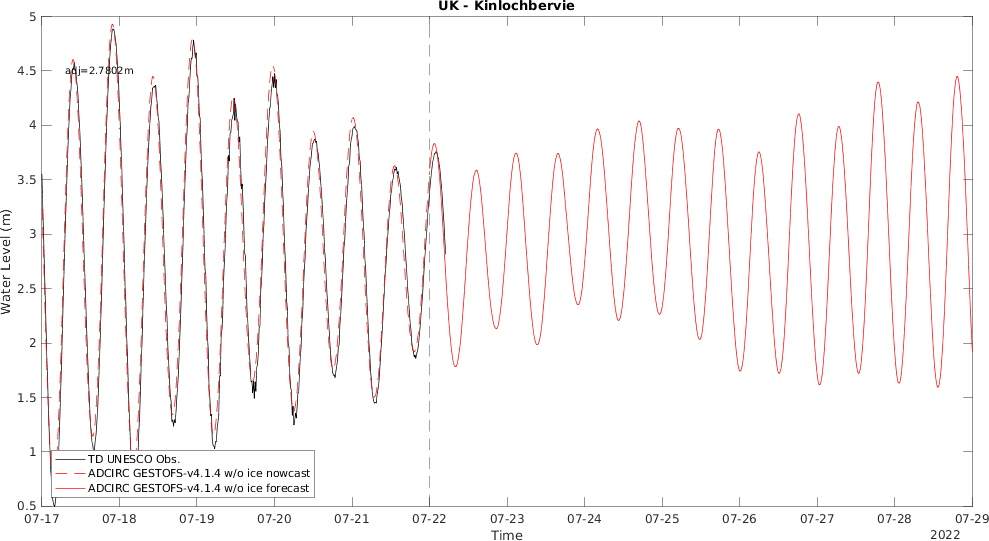 UK - Kinlochbervie
5
4.5
4
3.5
3
2.5
2
1.5
1
0.5
Water Level (m)
adj=2.7802m
TD UNESCO Obs.
ADCIRC GESTOFS-v4.1.4 w/o ice nowcast
ADCIRC GESTOFS-v4.1.4 w/o ice forecast
07-17 07-18 07-19 07-20 07-21 07-22 07-23 07-24 07-25 07-26 07-27 07-28 07-29
Time
2022